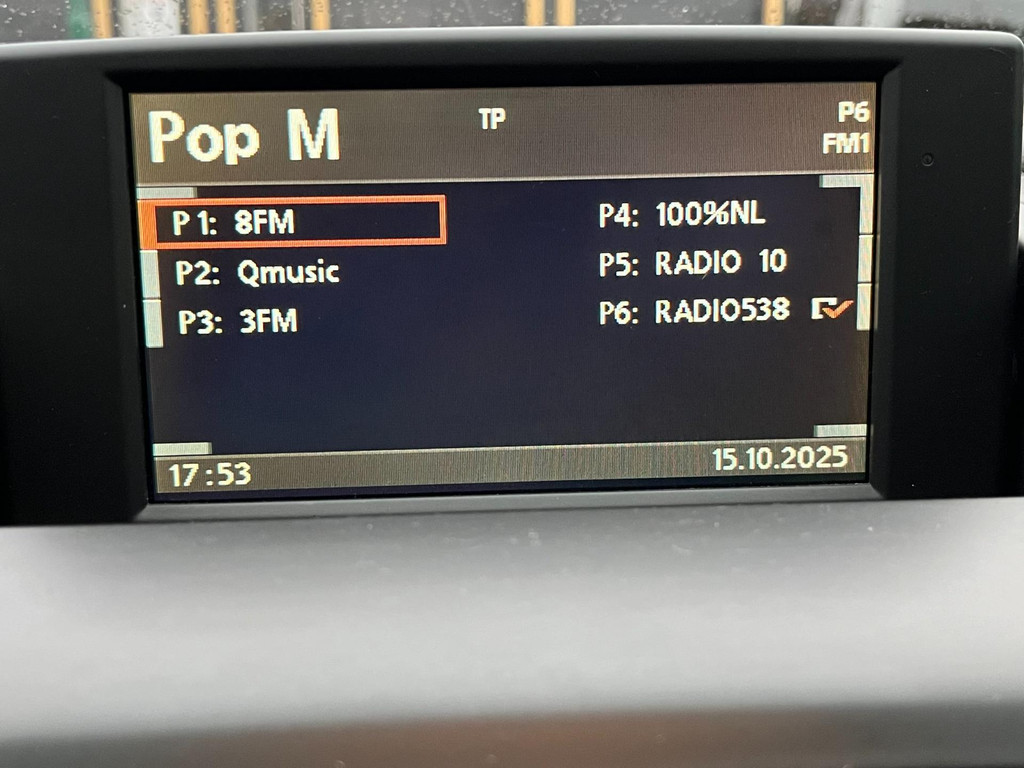 Pop M
TP
P6
FM1
P1: 8FM
P2: Qmusic
P3: 3FM
P4: 100%NL
P5: RADIO 10
P6: RADIO538
17:53
15.10.2025